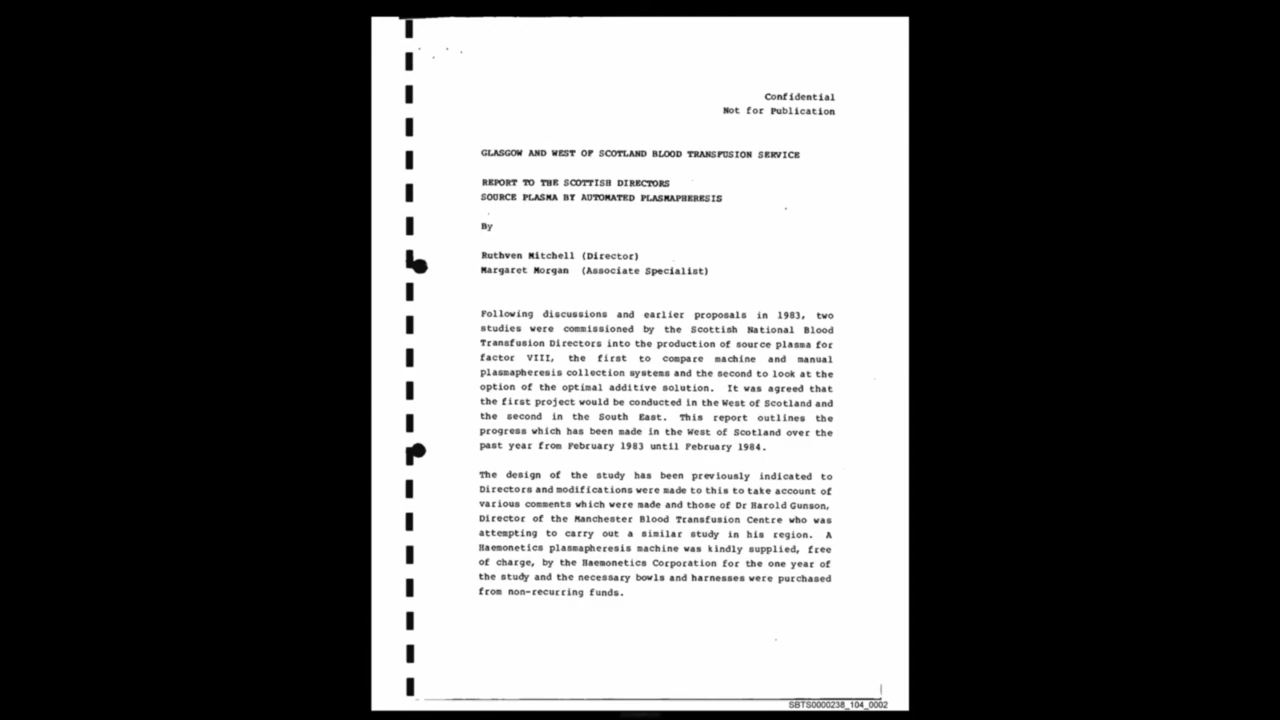 Confidential
Not for Publication
GLASGOW AND WEST OF SCOTLAND BLOOD TRANSFUSION SERVICE
REPORT TO THE SCOTTISH DIRECTORS
SOURCE PLASMA BY AUTOMATED PLASMAPHERESIS
By
Ruthven Mitchell (Director)
Margaret Morgan (Associate Specialist)
Following discussions and earlier proposals in 1983, two
studies were commissioned by the Scottish National Blood
Transfusion Directors into the production of source plasma for
factor VIII, the first to compare machine and manual
plasmapheresis collection systems and the second to look at the
option of the optimal additive solution. It was agreed that
the first project would be conducted in the West of Scotland and
the second in the South East. This report outlines the
progress which has been made in the West of Scotland over the
past year from February 1983 until February 1984.
The design of the study has been previously indicated to
Directors and modifications were made to this to take account of
various comments which were made and those of Dr Harold Gunson,
Director of the Manchester Blood Transfusion Centre who was
attempting to carry out a similar study in his region. A
Haemonetics plasmapheresis machine was kindly supplied, free
of charge, by the Haemonetics Corporation for the one year of
the study and the necessary bowls and harnesses were purchased
from non-recurring funds.
SBTS0000238_104_0002